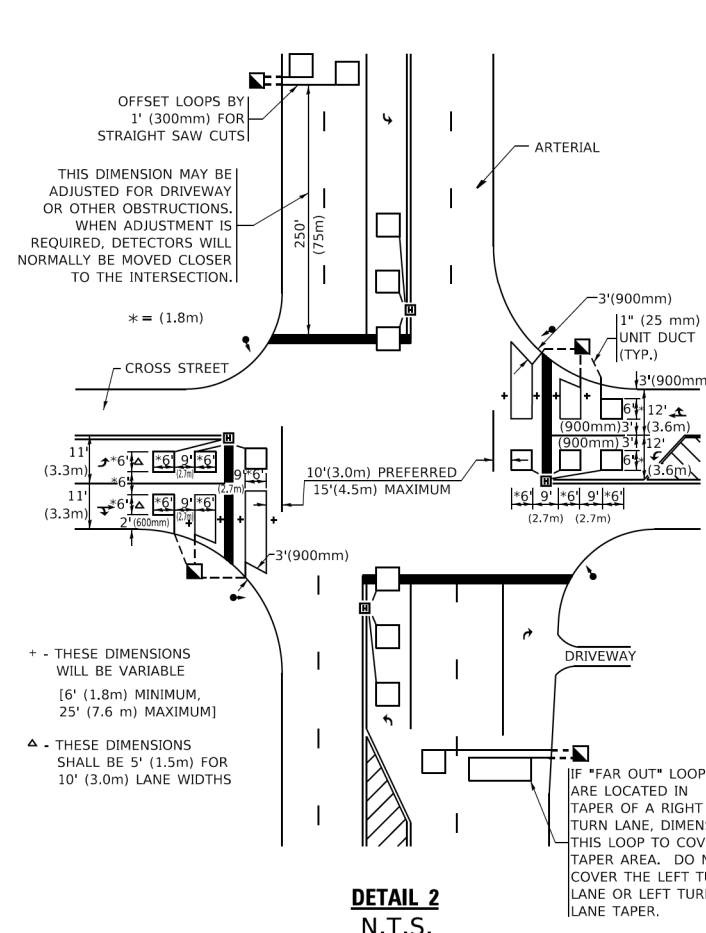 OFFSET LOOPS BY
1' (300mm) FOR
STRAIGHT SAW CUTS
THIS DIMENSION MAY BE
ADJUSTED FOR DRIVEWAY
OR OTHER OBSTRUCTIONS.
WHEN ADJUSTMENT IS
REQUIRED, DETECTORS WILL
NORMALLY BE MOVED CLOSER
TO THE INTERSECTION.
* = (1.8m)
250'
(75m)
ARTERIAL
CROSS STREET
H
3'(900mm)
1" (25 mm)
UNIT DUCT
(TYP.)
3'(900mm
+ + + +
6'* 12'
(3.6m)
(900mm) 3'
(900mm) 3' 12'
6'* (3.6m)
H
*6' 9' *6' 9' *6'
(2.7m) (2.7m)
10'(3.0m) PREFERRED
15'(4.5m) MAXIMUM
H
11'
(3.3m)
*6' △ *6' 9' *6'
(2.7m)
9' *6'
(2.7m)
*6'
11'
(3.3m)
*6' △ *6' 9' *6'
(2.7m)
2' (600mm)
+ + +
3'(900mm)
H
+ - THESE DIMENSIONS
WILL BE VARIABLE
[6' (1.8m) MINIMUM,
25' (7.6 m) MAXIMUM]
△ - THESE DIMENSIONS
SHALL BE 5' (1.5m) FOR
10' (3.0m) LANE WIDTHS
DRIVEWAY
IF "FAR OUT" LOOP
ARE LOCATED IN
TAPER OF A RIGHT
TURN LANE, DIMENS
THIS LOOP TO COV
TAPER AREA. DO N
COVER THE LEFT TU
LANE OR LEFT TUR
LANE TAPER.
DETAIL 2
N.T.S.